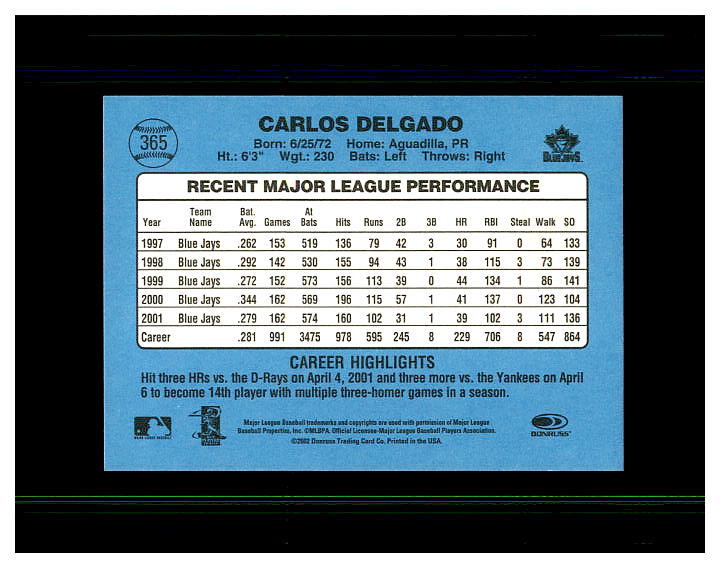 CARLOS DELGADO
365
Born: 6/25/72 Home: Aguadilla, PR
Ht.: 6'3" Wgt.: 230 Bats: Left Throws: Right
BLUE JAYS
RECENT MAJOR LEAGUE PERFORMANCE
Year Team Name Bat. Avg. Games At Bats Hits Runs 2B 3B HR RBI Steal Walk SO
1997 Blue Jays .262 153 519 136 79 42 3 30 91 0 64 133
1998 Blue Jays .292 142 530 155 94 43 1 38 115 3 73 139
1999 Blue Jays .272 152 573 156 113 39 0 44 134 1 86 141
2000 Blue Jays .344 162 569 196 115 57 1 41 137 0 123 104
2001 Blue Jays .279 162 574 160 102 31 1 39 102 3 111 136
Career .281 991 3475 978 595 245 8 229 706 8 547 864
CAREER HIGHLIGHTS
Hit three HRs vs. the D-Rays on April 4, 2001 and three more vs. the Yankees on April
6 to become 14th player with multiple three-homer games in a season.
Major League Baseball trademarks and copyrights are used with permission of Major League
Baseball Properties, Inc. ©MLBPA. Official Licensee-Major League Baseball Players Association.
©2002 Donruss Trading Card Co. Printed in the USA.
DONRUSS